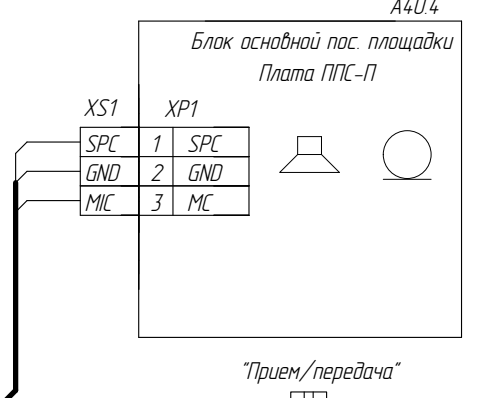 А40.4
Блок основной пос. площадки
Плата ППС-П
XS1 XP1
SPC 1 SPC
GND 2 GND
MIC 3 MC
"Прием/передача"